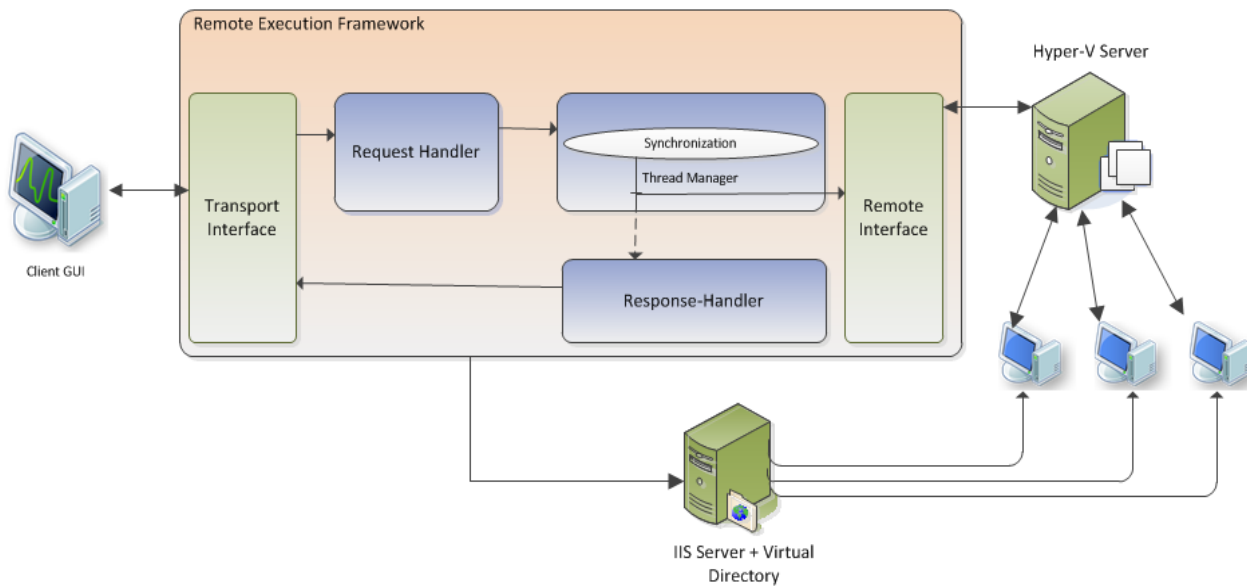 Remote Execution Framework
Hyper-V Server
Request Handler
Synchronization
Thread Manager
Transport
Interface
Remote
Interface
Client GUI
Response-Handler
IIS Server + Virtual
Directory